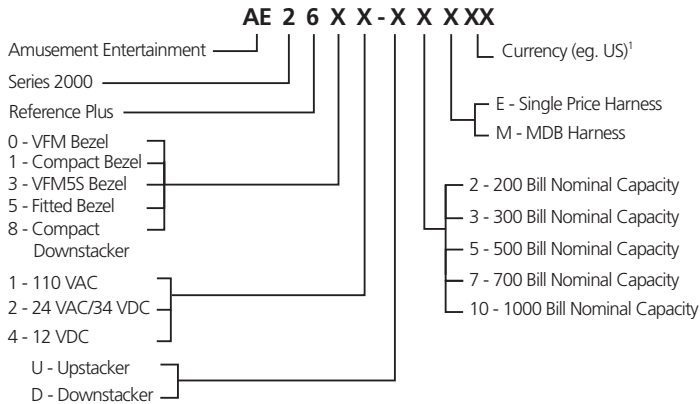 AE 2 6 X X - X X X XX
Amusement Entertainment
Series 2000
Reference Plus
0 - VFM Bezel
1 - Compact Bezel
3 - VFM5S Bezel
5 - Fitted Bezel
8 - Compact
Downstacker
1 - 110 VAC
2 - 24 VAC/34 VDC
4 - 12 VDC
U - Upstacker
D - Downstacker
Currency (eg. US)¹
E - Single Price Harness
M - MDB Harness
2 - 200 Bill Nominal Capacity
3 - 300 Bill Nominal Capacity
5 - 500 Bill Nominal Capacity
7 - 700 Bill Nominal Capacity
10 - 1000 Bill Nominal Capacity